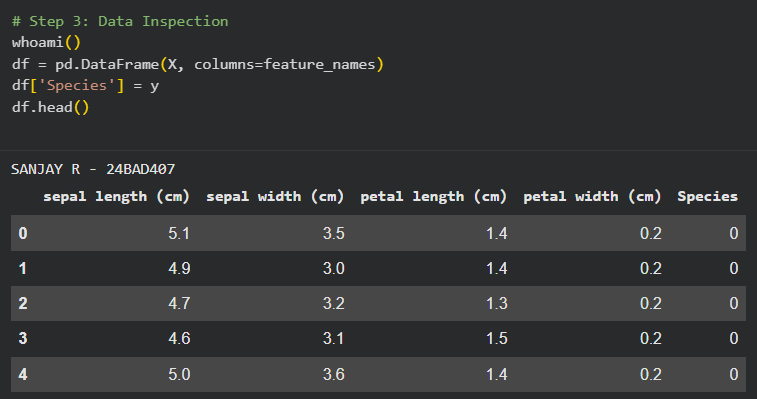 # Step 3: Data Inspection
whoami()
df = pd.DataFrame(X, columns=feature_names)
df['Species'] = y
df.head()
SANJAY R - 24BAD407
sepal length (cm) sepal width (cm) petal length (cm) petal width (cm) Species
0 5.1 3.5 1.4 0.2 0
1 4.9 3.0 1.4 0.2 0
2 4.7 3.2 1.3 0.2 0
3 4.6 3.1 1.5 0.2 0
4 5.0 3.6 1.4 0.2 0